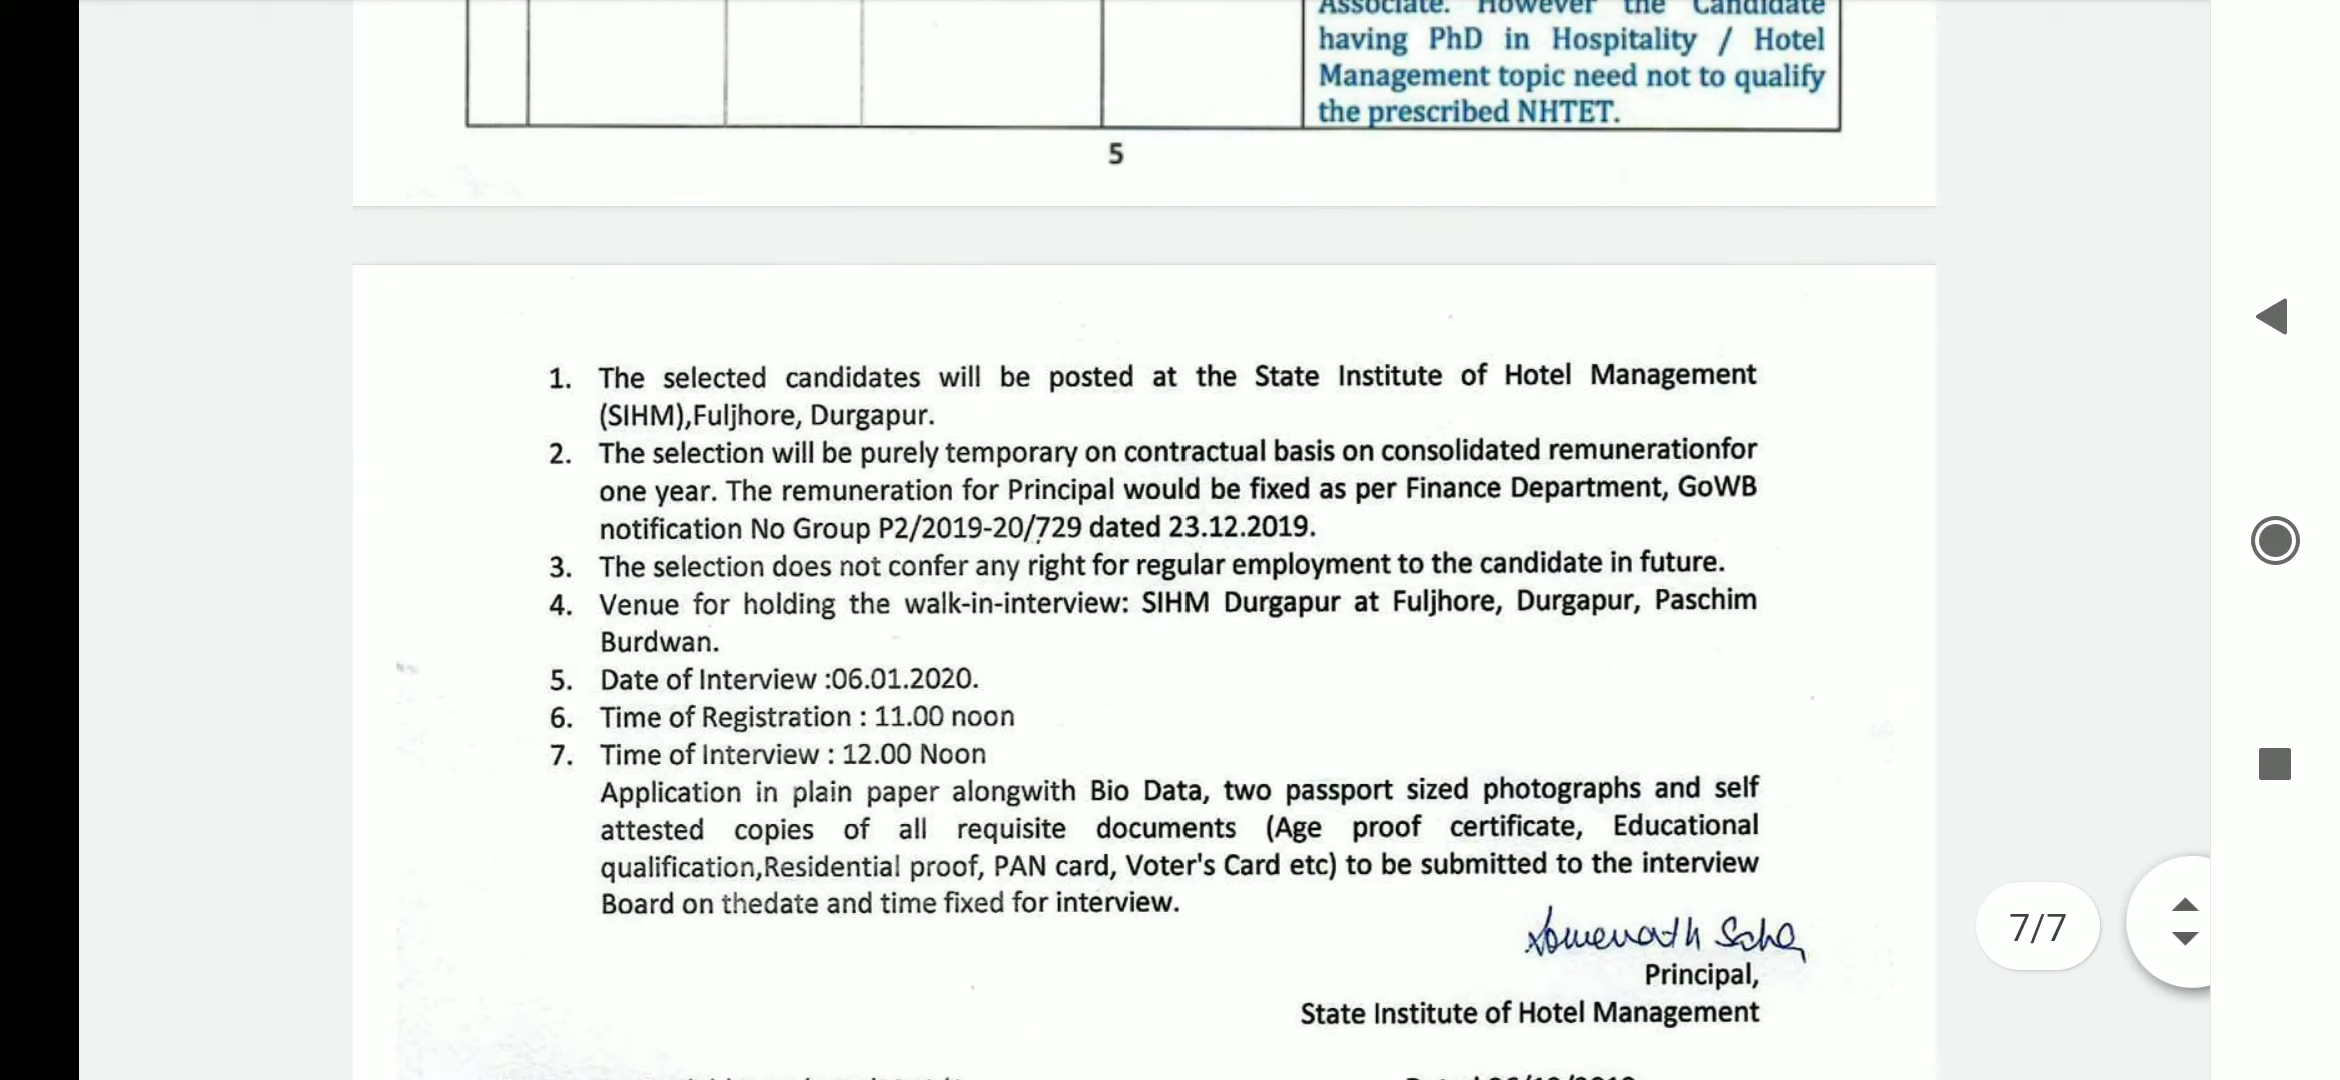 Associate. However the Candidate
having PhD in Hospitality / Hotel
Management topic need not to qualify
the prescribed NHTET.
5
1. The selected candidates will be posted at the State Institute of Hotel Management
(SIHM),Fuljhore, Durgapur.
2. The selection will be purely temporary on contractual basis on consolidated remunerationfor
one year. The remuneration for Principal would be fixed as per Finance Department, GoWB
notification No Group P2/2019-20/729 dated 23.12.2019.
3. The selection does not confer any right for regular employment to the candidate in future.
4. Venue for holding the walk-in-interview: SIHM Durgapur at Fuljhore, Durgapur, Paschim
Burdwan.
5. Date of Interview :06.01.2020.
6. Time of Registration : 11.00 noon
7. Time of Interview : 12.00 Noon
Application in plain paper alongwith Bio Data, two passport sized photographs and self
attested copies of all requisite documents (Age proof certificate, Educational
qualification,Residential proof, PAN card, Voter's Card etc) to be submitted to the interview
Board on thedate and time fixed for interview.
Somenath Saha
Principal,
State Institute of Hotel Management
7/7